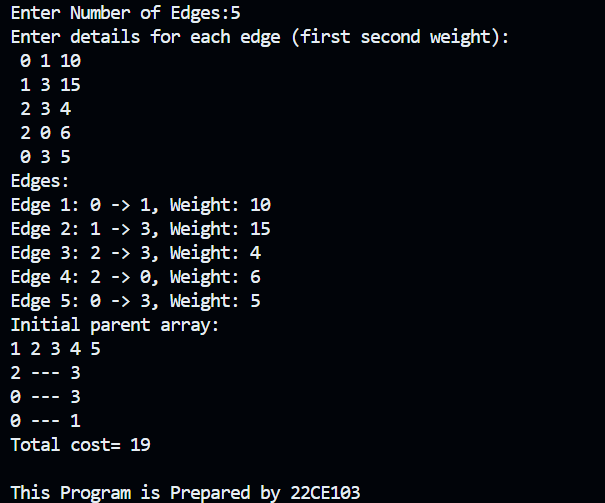 Enter Number of Edges:5
Enter details for each edge (first second weight):
0 1 10
1 3 15
2 3 4
2 0 6
0 3 5
Edges:
Edge 1: 0 -> 1, Weight: 10
Edge 2: 1 -> 3, Weight: 15
Edge 3: 2 -> 3, Weight: 4
Edge 4: 2 -> 0, Weight: 6
Edge 5: 0 -> 3, Weight: 5
Initial parent array:
1 2 3 4 5
2 --- 3
0 --- 3
0 --- 1
Total cost= 19
This Program is Prepared by 22CE103